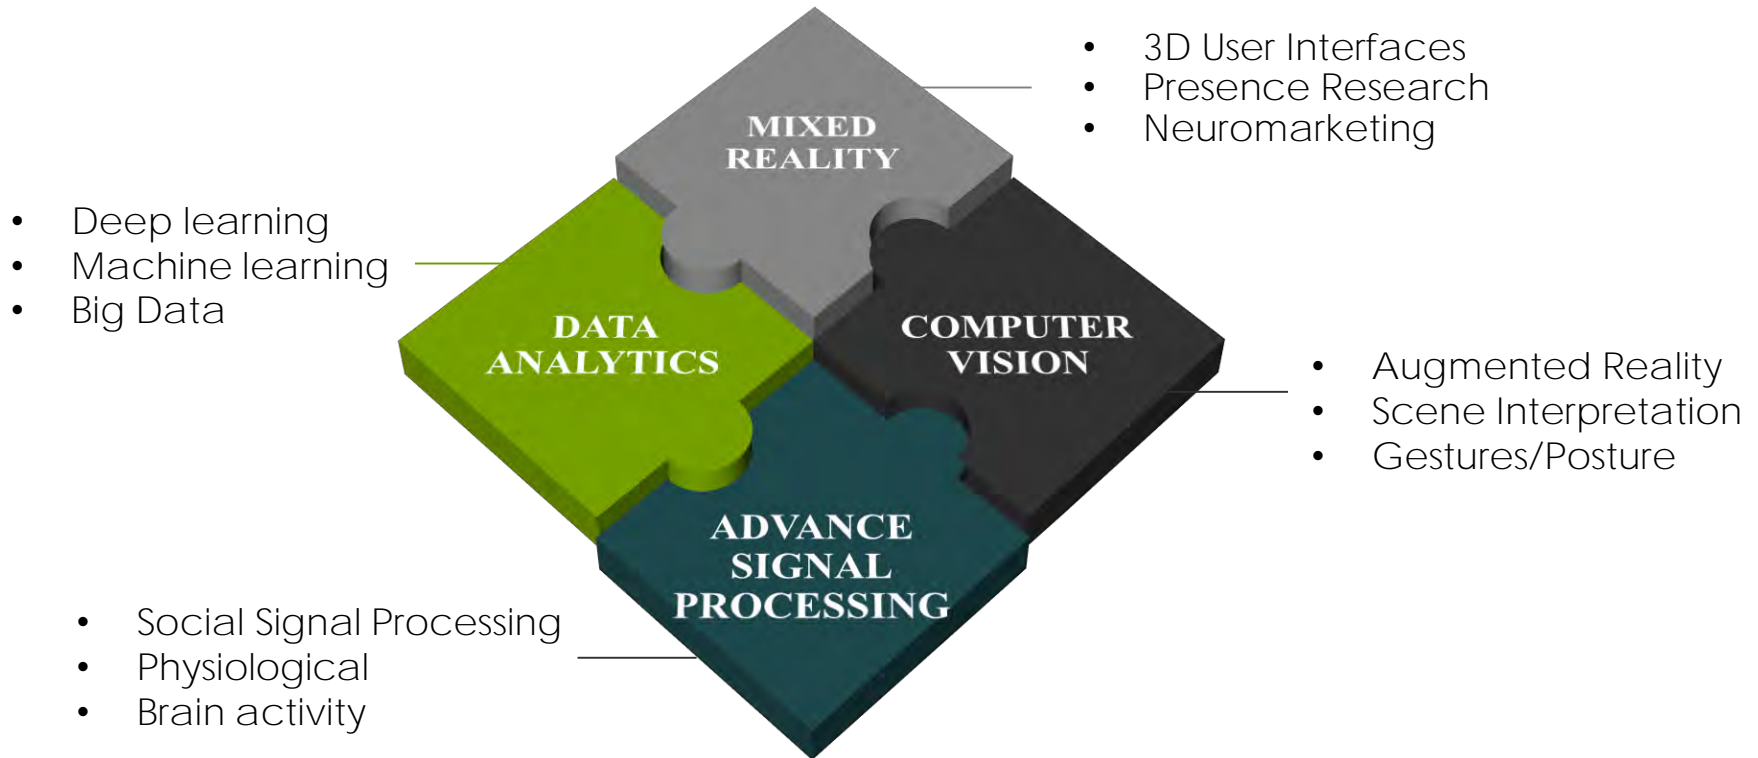 • 3D User Interfaces
• Presence Research
• Neuromarketing
MIXED
REALITY
• Deep learning
• Machine learning
• Big Data
DATA
ANALYTICS
COMPUTER
VISION
• Augmented Reality
• Scene Interpretation
• Gestures/Posture
ADVANCE
SIGNAL
PROCESSING
• Social Signal Processing
• Physiological
• Brain activity